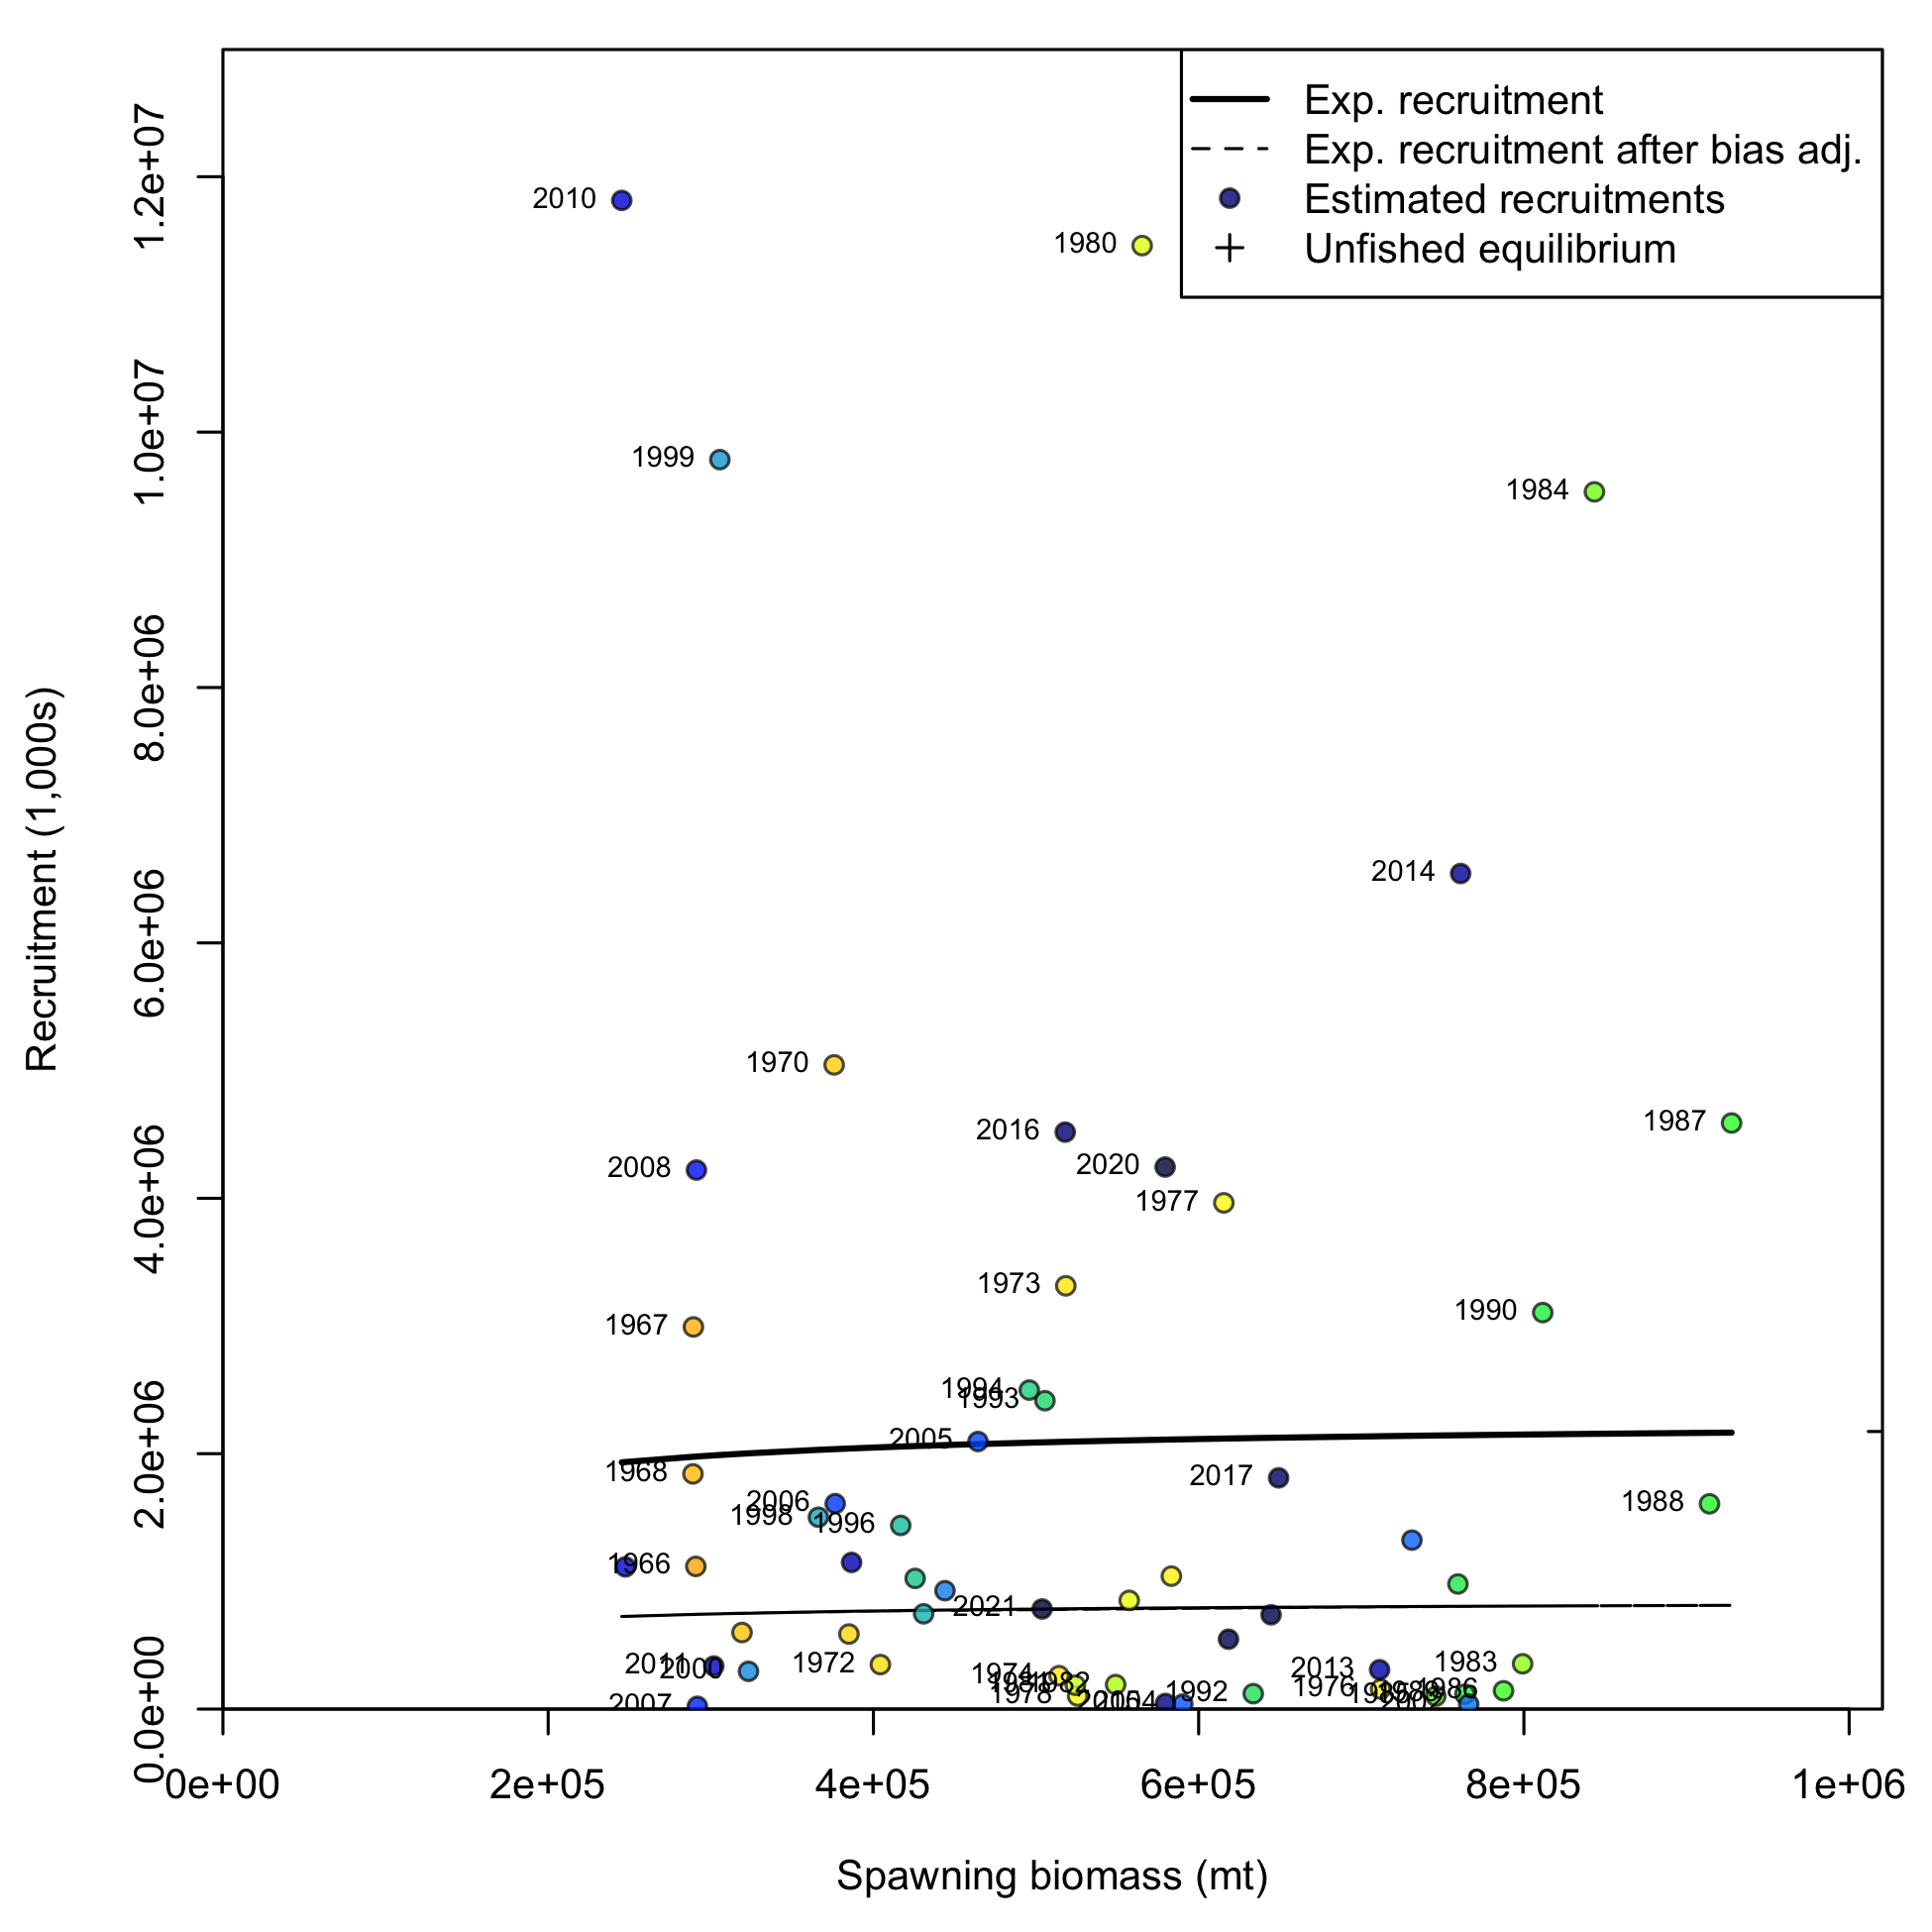 Exp. recruitment
Exp. recruitment after bias adj.
Estimated recruitments
Unfished equilibrium
1.2e+07
1.0e+07
8.0e+06
6.0e+06
4.0e+06
2.0e+06
0.0e+00
Recruitment (1,000s)
2010
1980
1999
1984
2014
1970
2016
1987
2020
2008
1977
1973
1990
1967
1994
1993
2005
1968
2017
2006
1988
1998
1996
1966
2021
2011
1972
1974
2013
1983
1976
1978
1992
1986
2007
0e+00
2e+05
4e+05
6e+05
8e+05
1e+06
Spawning biomass (mt)